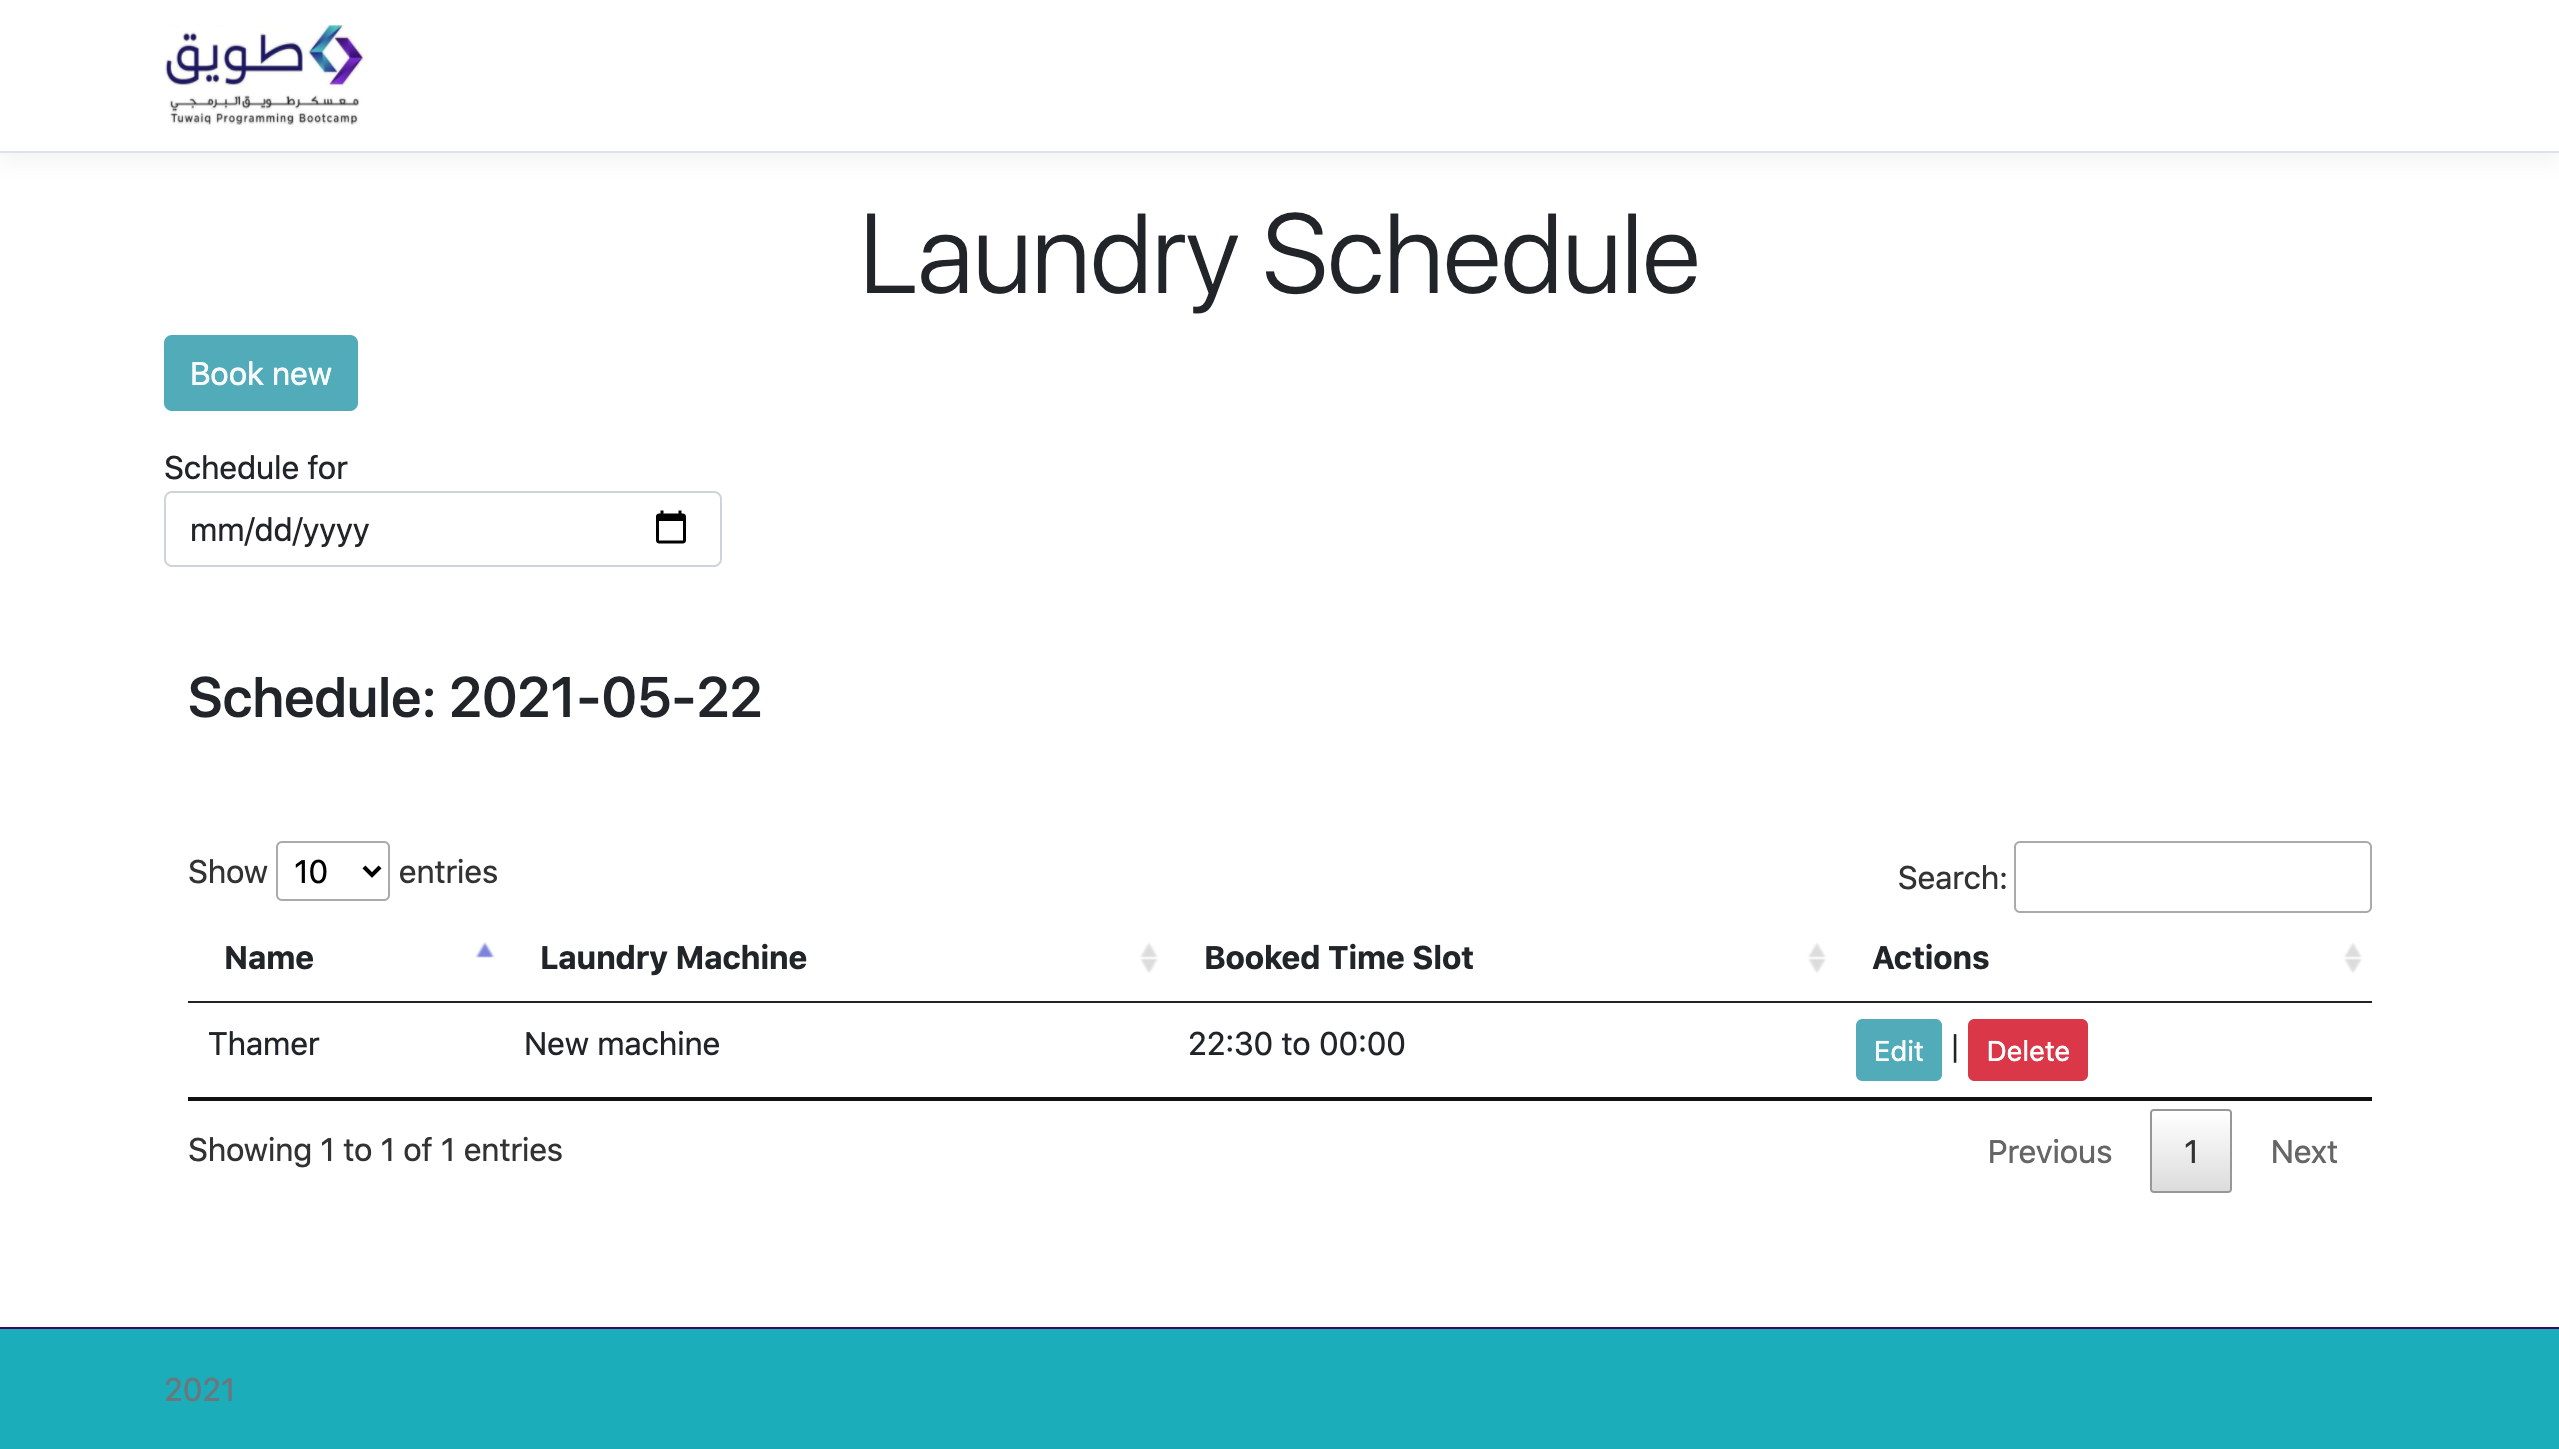 طويق
معسكر طويق البرمجي
Tuwaiq Programming Bootcamp
Laundry Schedule
Book new
Schedule for
mm/dd/yyyy
Schedule: 2021-05-22
Show 10 entries
Search:
Name Laundry Machine Booked Time Slot Actions
Thamer New machine 22:30 to 00:00 Edit | Delete
Showing 1 to 1 of 1 entries
Previous 1 Next
2021